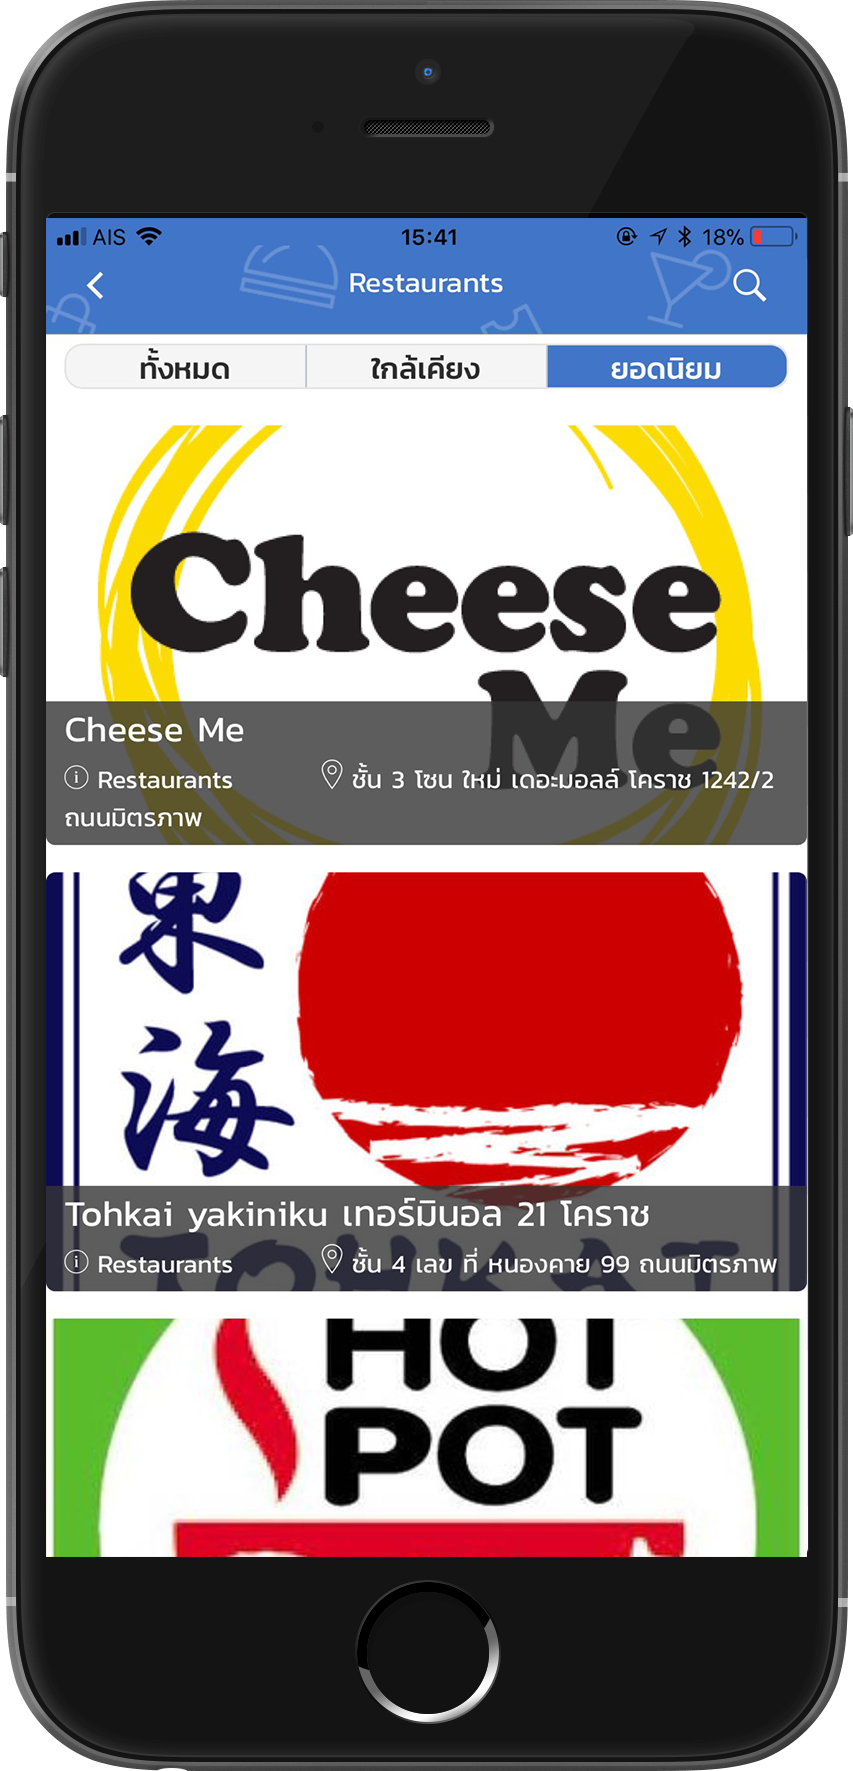 AIS 15:41 18%
Restaurants
ทั้งหมด ใกล้เคียง ยอดนิยม
Cheese
Me
Cheese Me
Restaurants ชั้น 3 โซน ใหม่ เดอะมอลล์ โคราช 1242/2
ถนนมิตรภาพ
東
海
TOHKAI
Tohkai yakiniku เทอร์มินอล 21 โคราช
Restaurants ชั้น 4 เลข ที่ หนองคาย 99 ถนนมิตรภาพ
HOT
POT